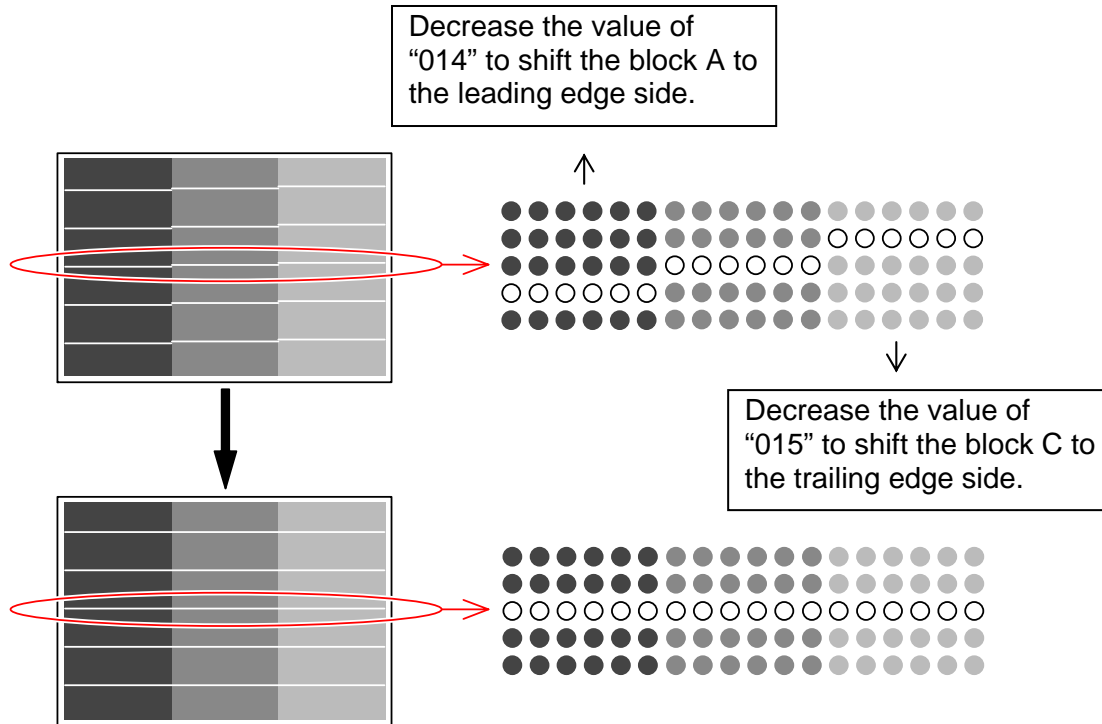 Decrease the value of
“014” to shift the block A to
the leading edge side.
Decrease the value of
“015” to shift the block C to
the trailing edge side.